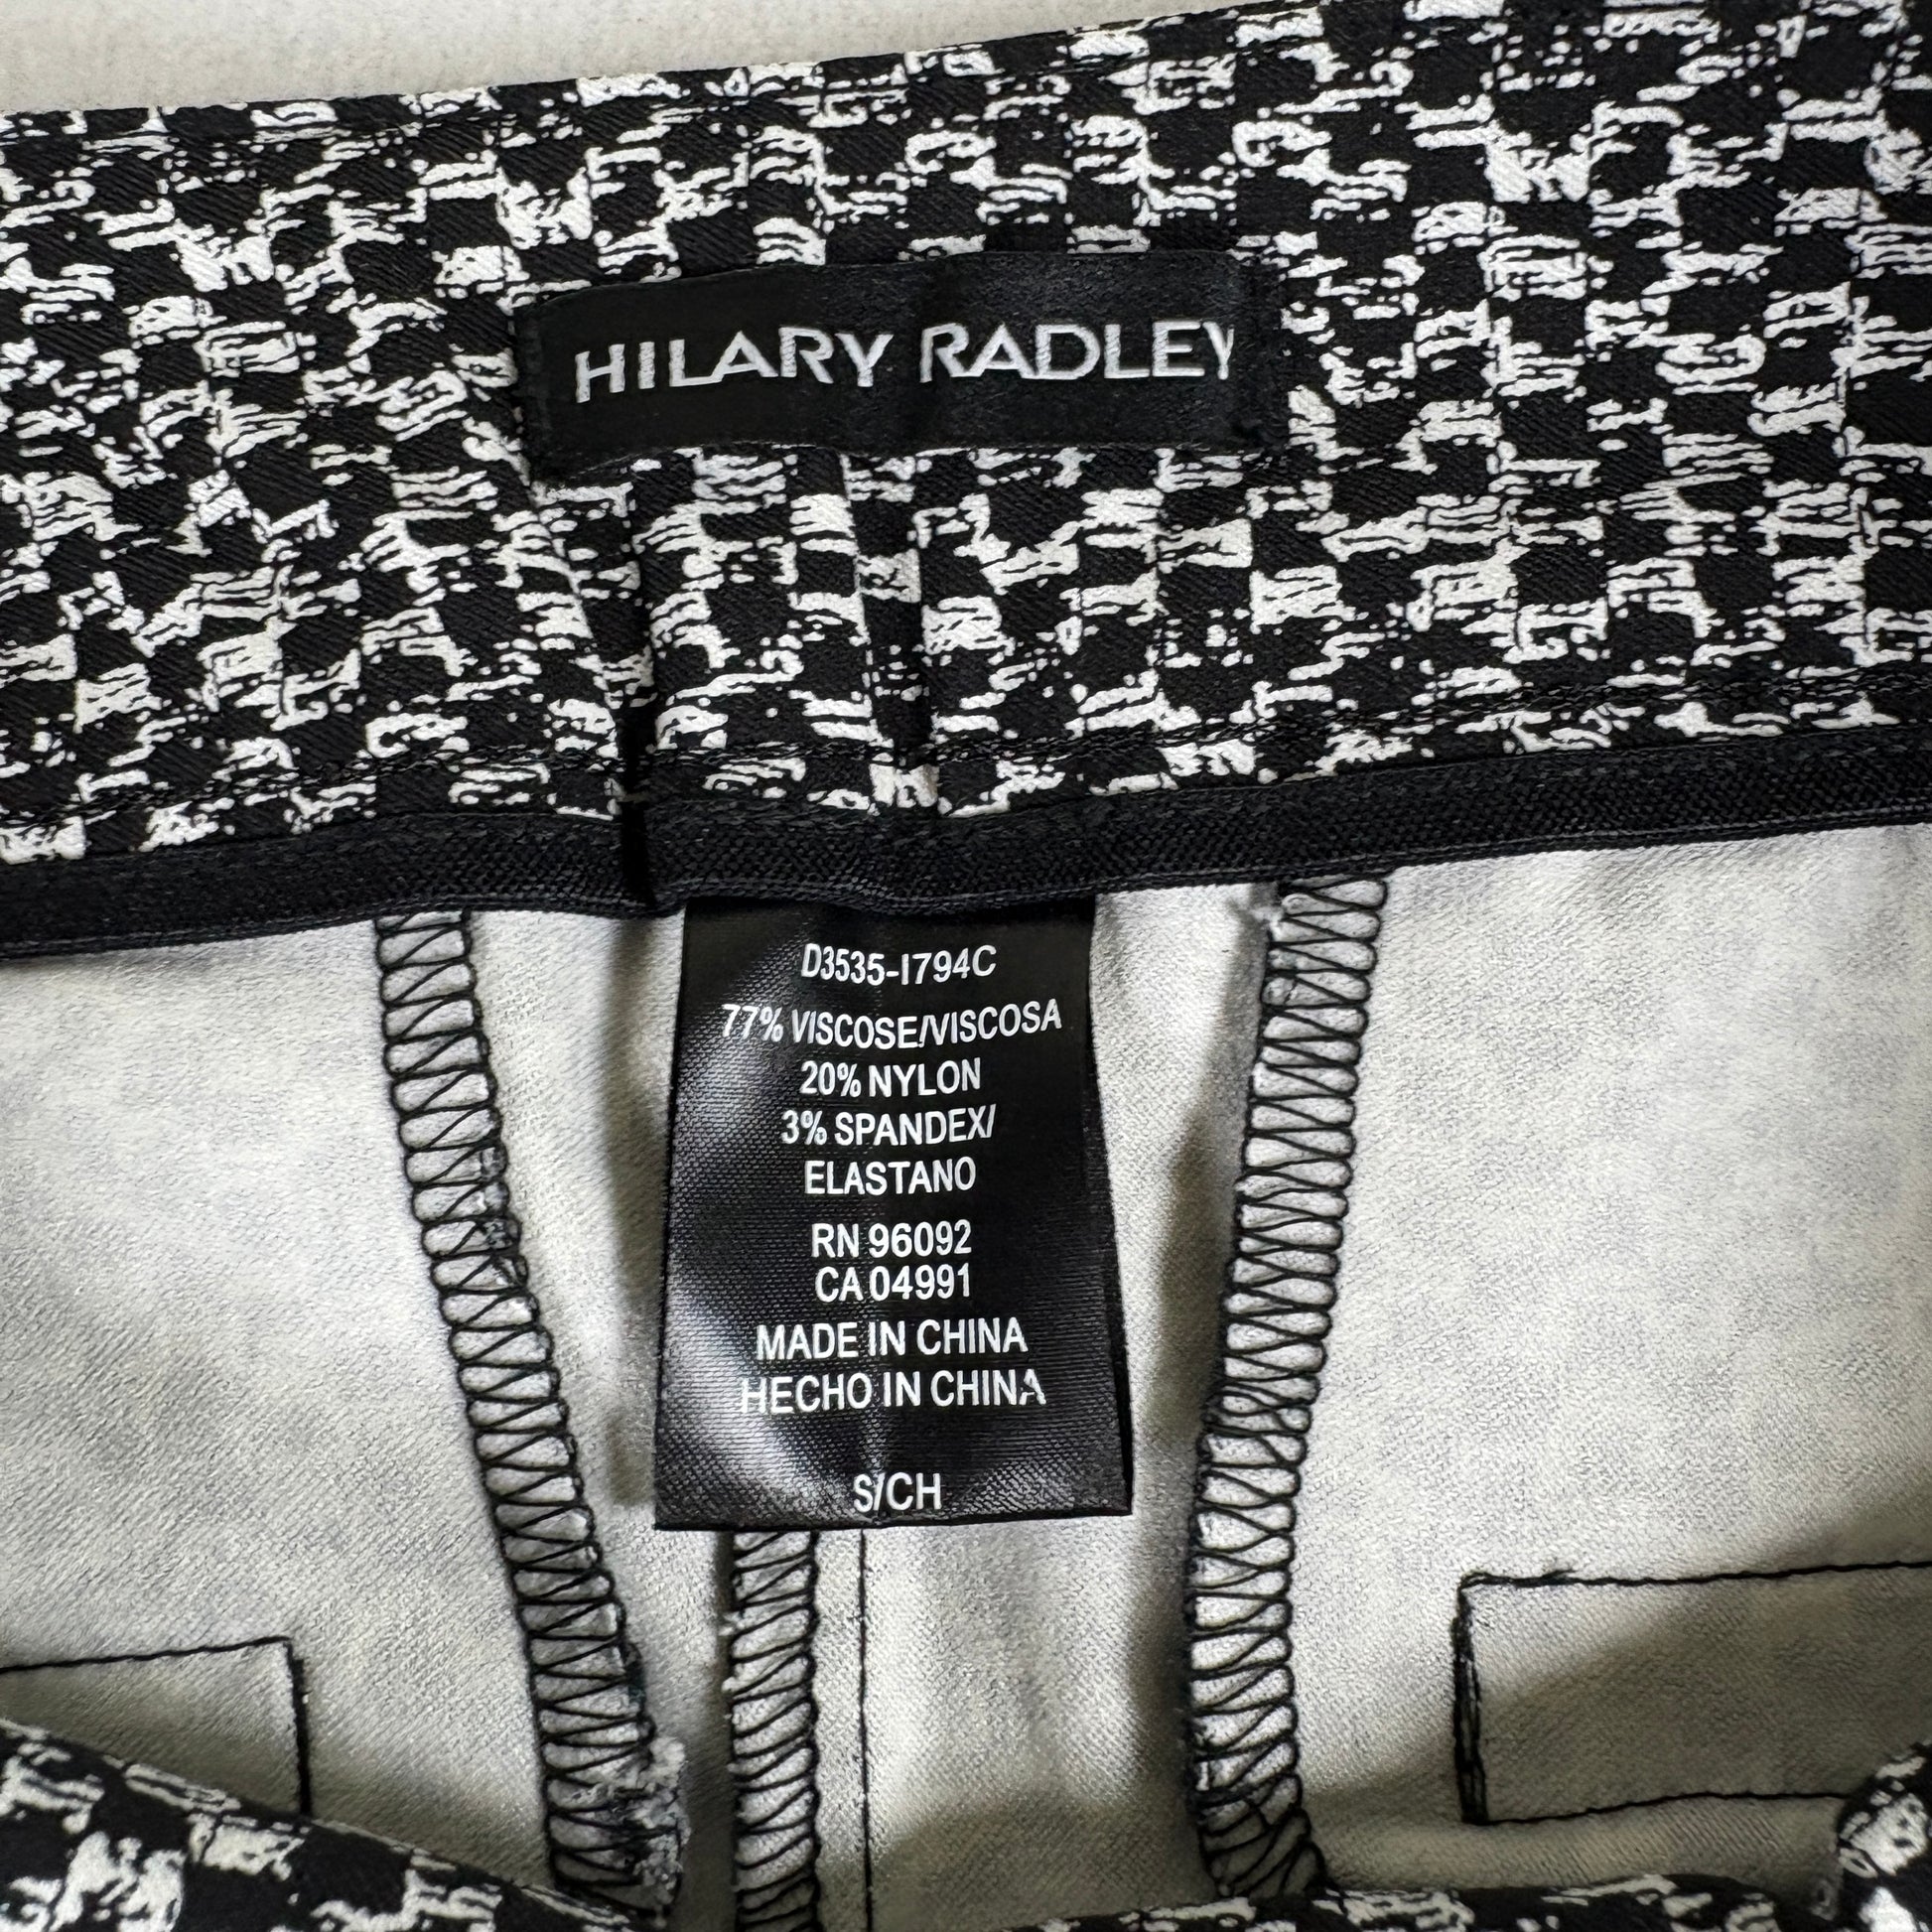 HILARY RADLEY
D3535-I794C
77% VISCOSE/VISCOSA
20% NYLON
3% SPANDEX/
ELASTANO
RN 96092
CA 04991
MADE IN CHINA
HECHO IN CHINA
S/CH